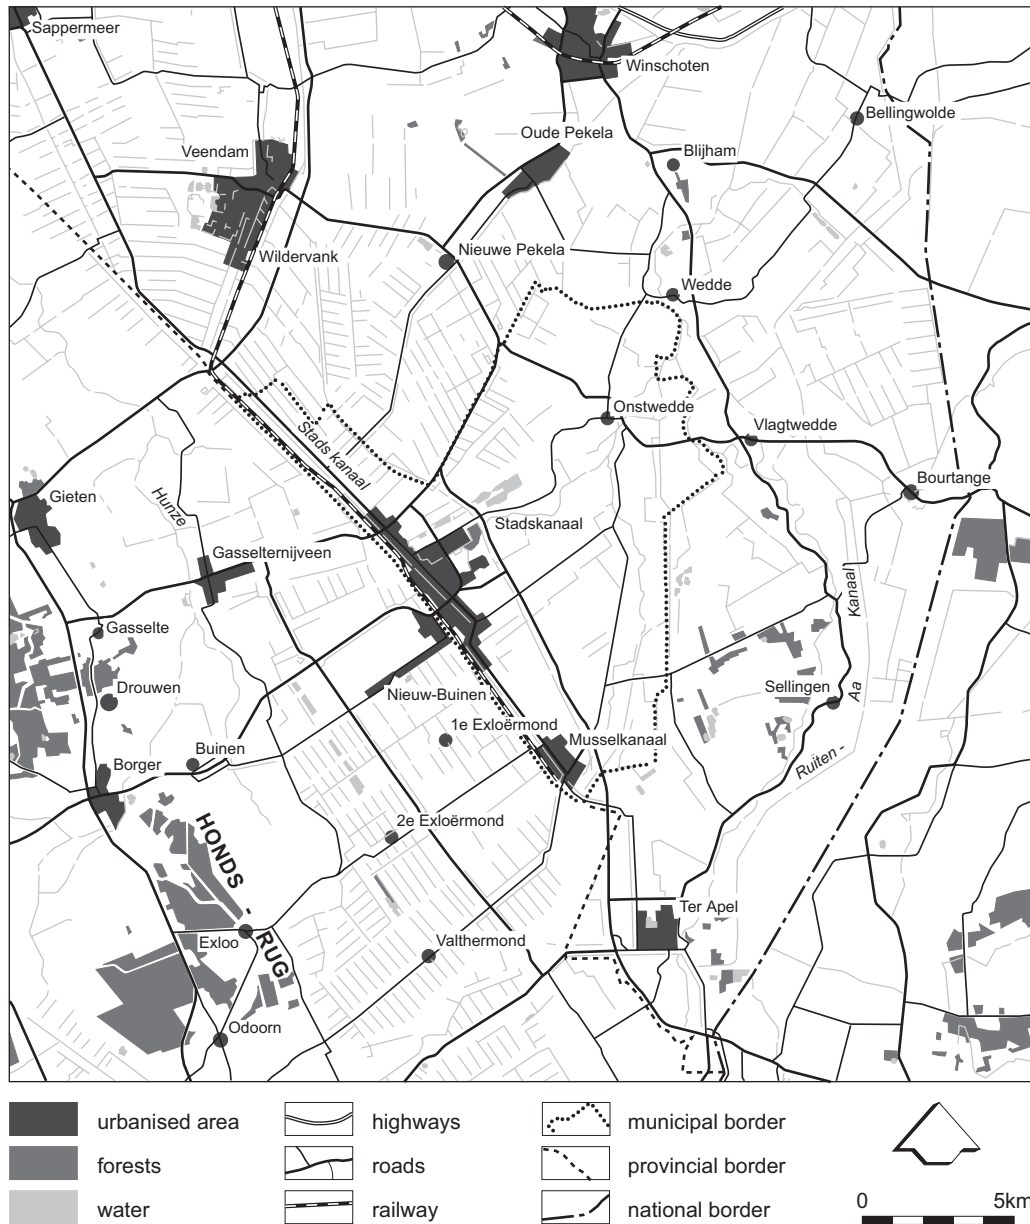 Sappermeer
Winschoten
Bellingwolde
Oude Pekela
Veendam
Blijham
Nieuwe Pekela
Wildervank
Wedde
Onstwedde
Vlagtwedde
Stads kanaal
Gieten
Hunze
Bourtange
Stadskanaal
Gasselternijveen
Kanaal
Gasselte
Drouwen
Nieuw-Buinen
Sellingen
Aa
1e Exloërmond
Musselkanaal
Buinen
Borger
Ruiten -
2e Exloërmond
HONDS -
RUG
Ter Apel
Exloo
Valthermond
Odoorn
urbanised area
highways
municipal border
forests
roads
provincial border
water
railway
national border
0 5km